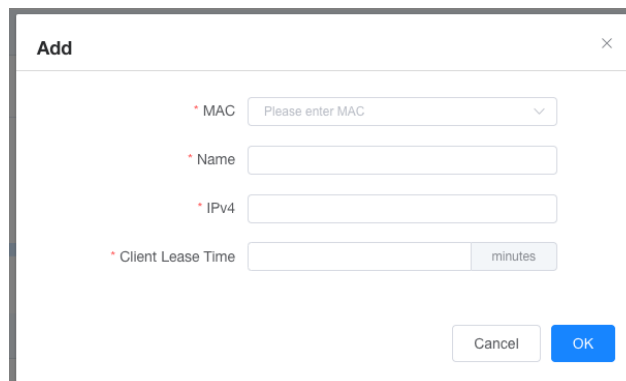 Add
* MAC Please enter MAC
* Name
* IPv4
* Client Lease Time minutes
Cancel OK